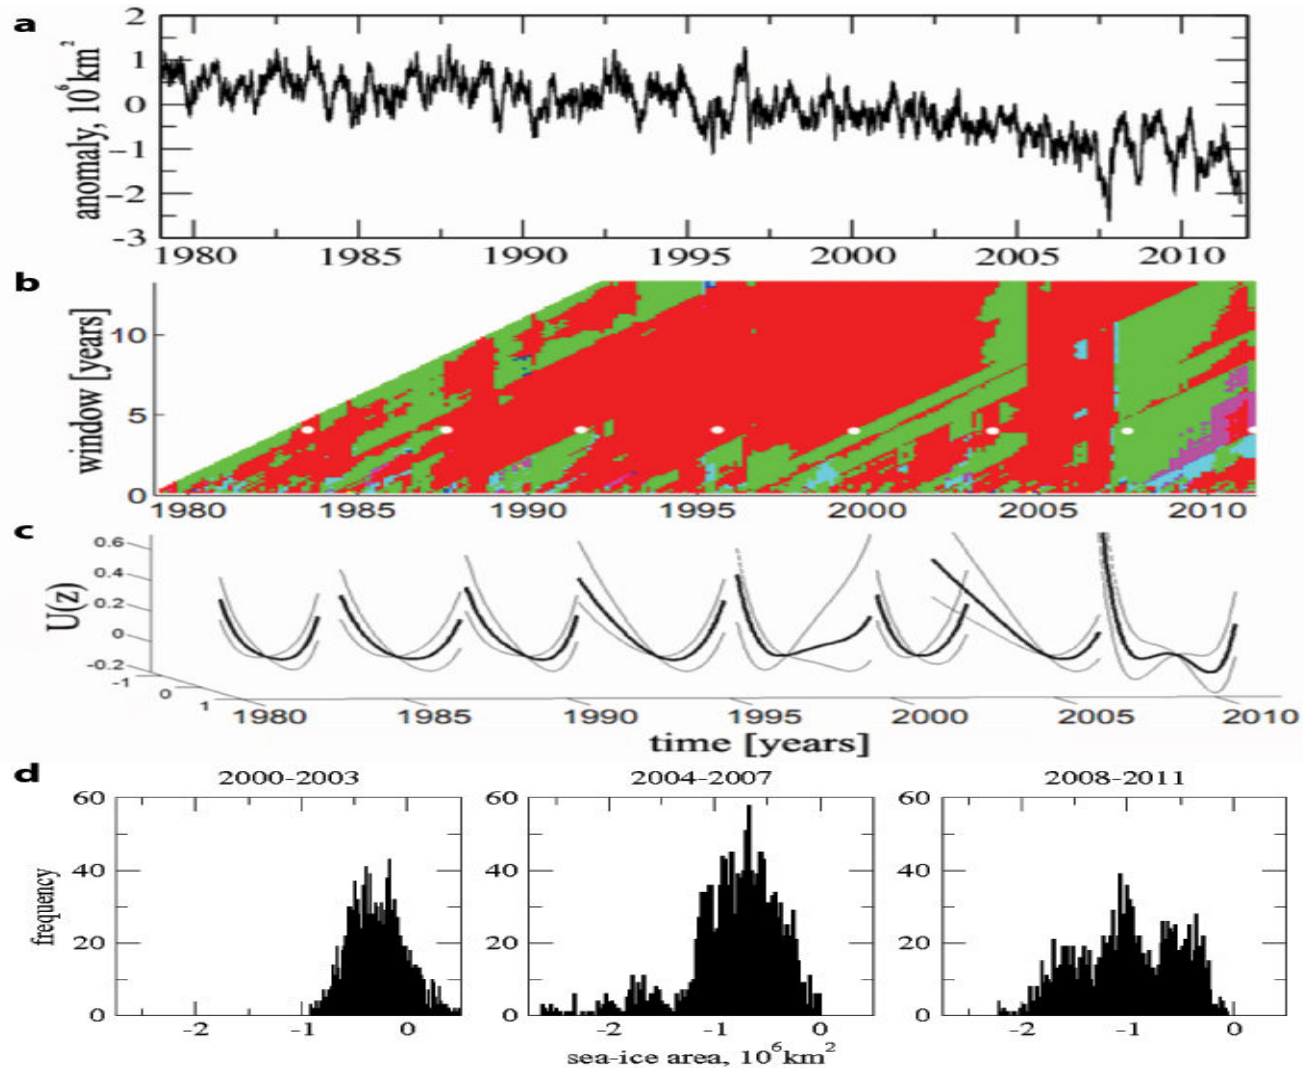 a
2
1
0
-1
-2
-3
anomaly, 10⁶km²
1980 1985 1990 1995 2000 2005 2010
b
10
5
0
window [years]
1980 1985 1990 1995 2000 2005 2010
c
0.6
0.4
0.2
0
-0.2
U(z)
-1
0
1
1980 1985 1990 1995 2000 2005 2010
time [years]
d
2000-2003 2004-2007 2008-2011
60 60 60
40 40 40
20 20 20
0 0 0
frequency
-2 -1 0 -2 -1 0 -2 -1 0
sea-ice area, 10⁶km²